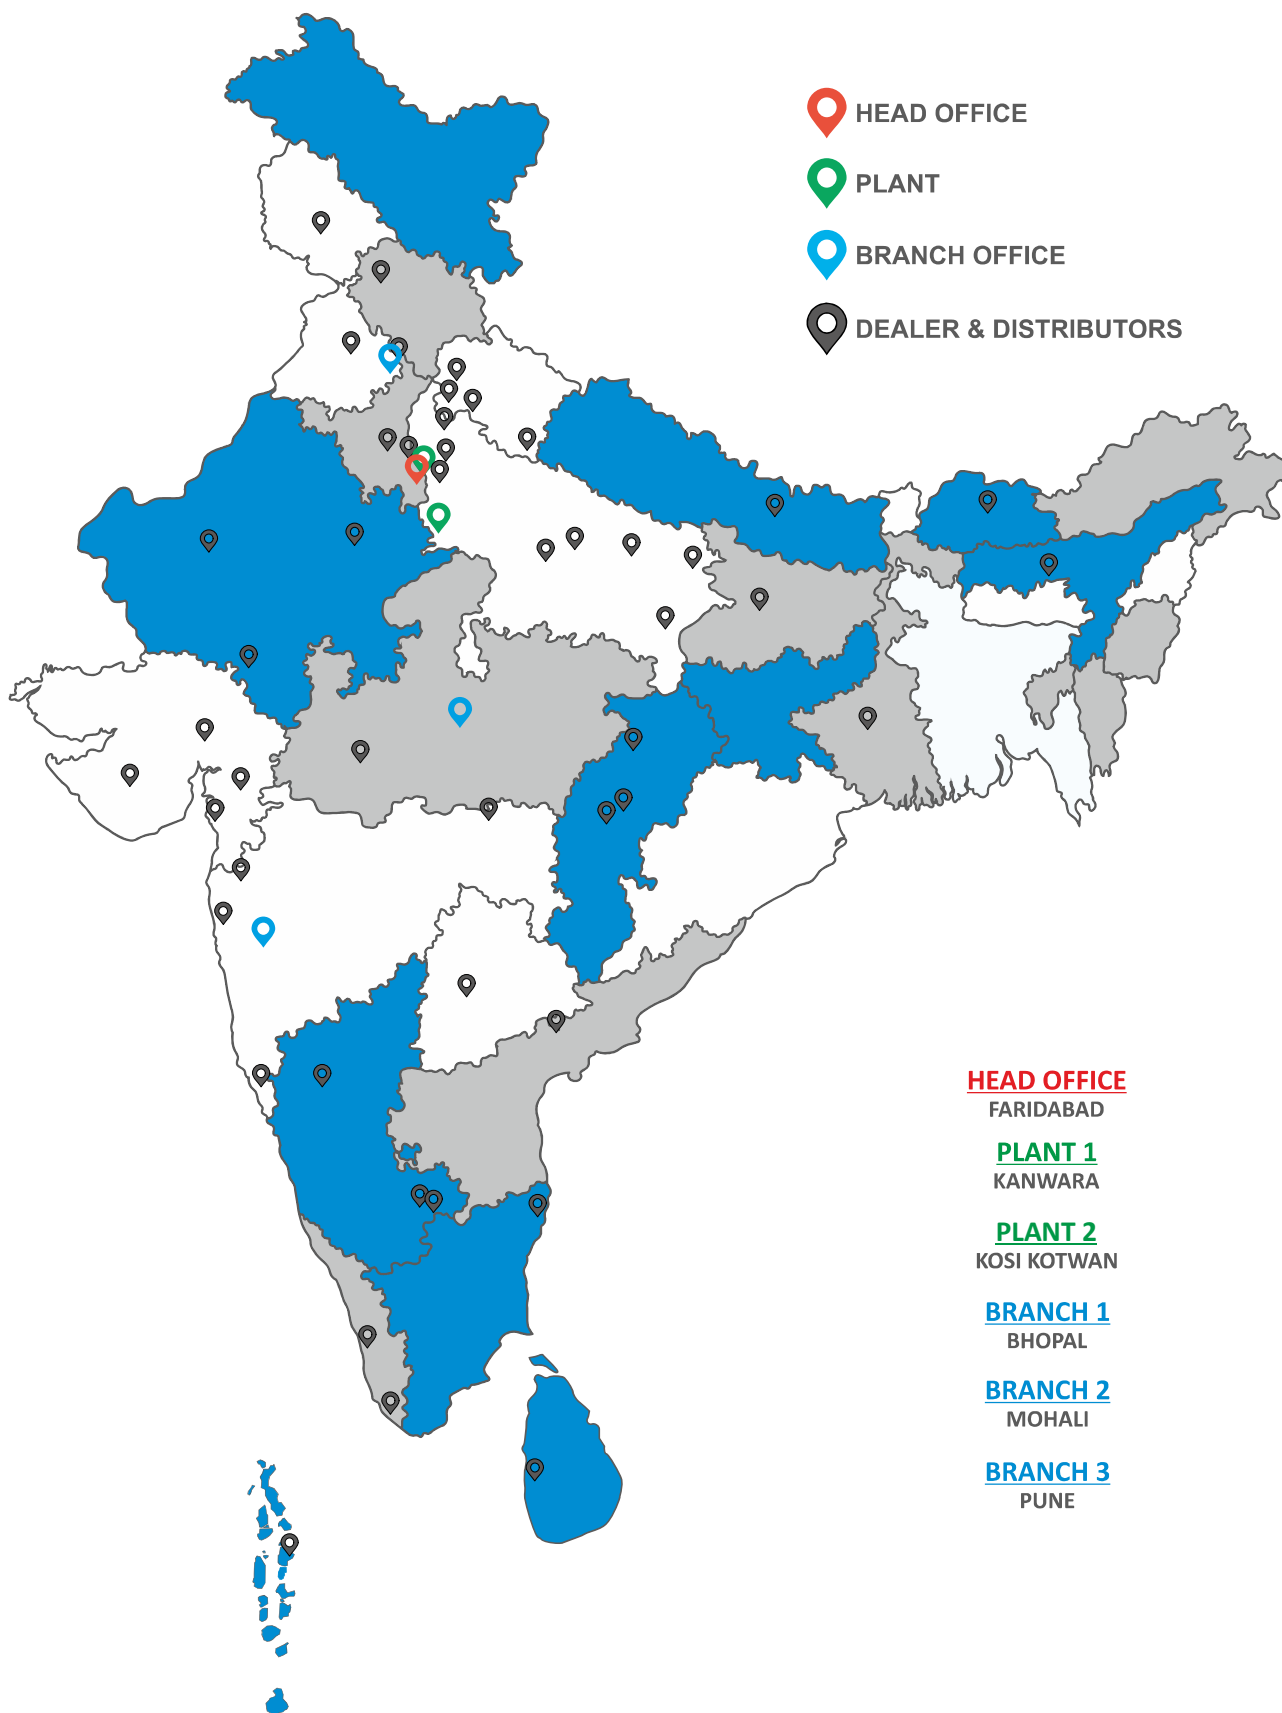 HEAD OFFICE
PLANT
BRANCH OFFICE
DEALER & DISTRIBUTORS
HEAD OFFICE
FARIDABAD
PLANT 1
KANWARA
PLANT 2
KOSI KOTWAN
BRANCH 1
BHOPAL
BRANCH 2
MOHALI
BRANCH 3
PUNE